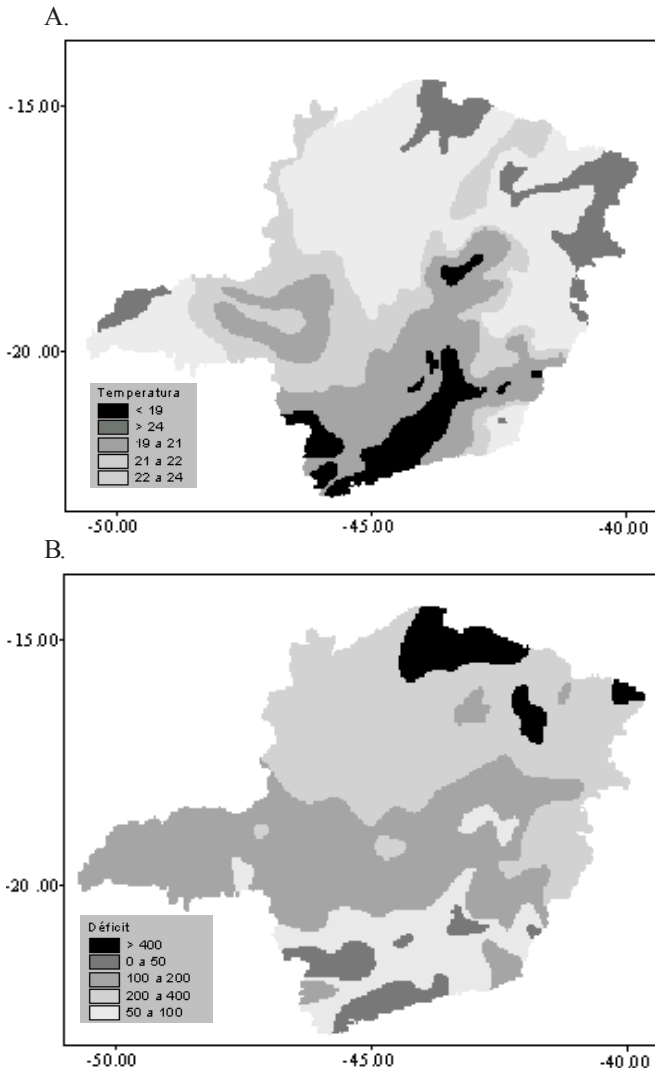 A.
-15.00
-20 .00
Temperatura
< 19
> 24
19 a 21
21 a 22
22 a 24
-50.00
-45.00
-40.00
B.
-15.00
-20 .00
Déficit
> 400
0 a 50
100 a 200
200 a 400
50 a 100
-50.00
-45.00
-40.00